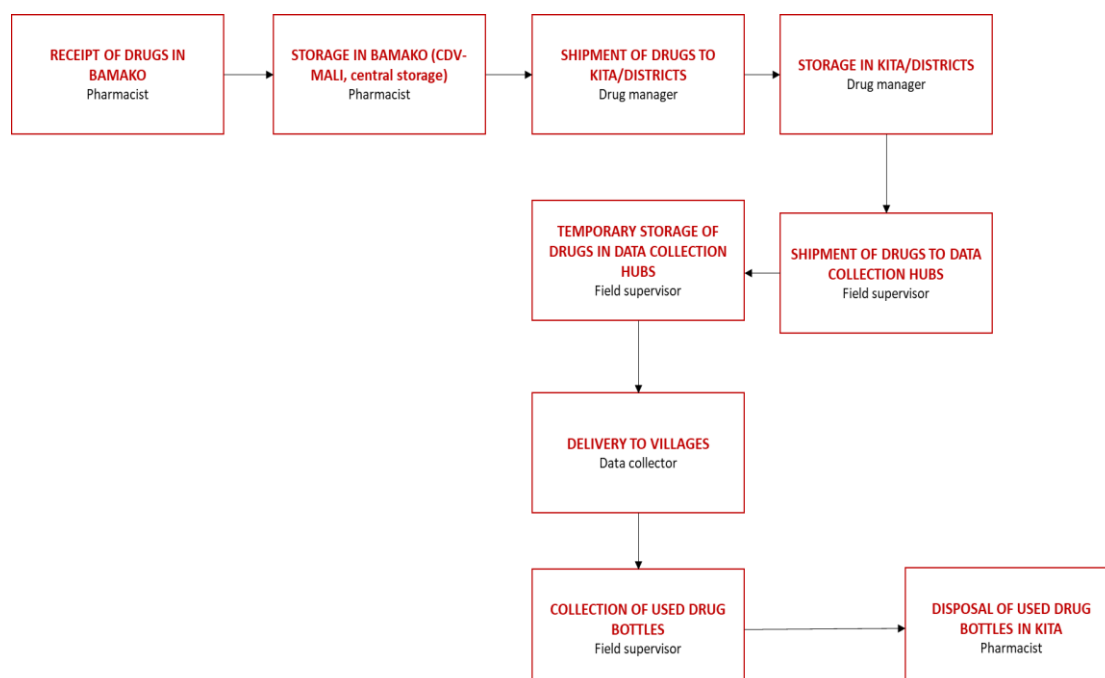 RECEIPT OF DRUGS IN
BAMAKO
Pharmacist
STORAGE IN BAMAKO (CDV-
MALI, central storage)
Pharmacist
SHIPMENT OF DRUGS TO
KITA/DISTRICTS
Drug manager
STORAGE IN KITA/DISTRICTS
Drug manager
SHIPMENT OF DRUGS TO DATA
COLLECTION HUBS
Field supervisor
TEMPORARY STORAGE OF
DRUGS IN DATA COLLECTION
HUBS
Field supervisor
DELIVERY TO VILLAGES
Data collector
COLLECTION OF USED DRUG
BOTTLES
Field supervisor
DISPOSAL OF USED DRUG
BOTTLES IN KITA
Pharmacist